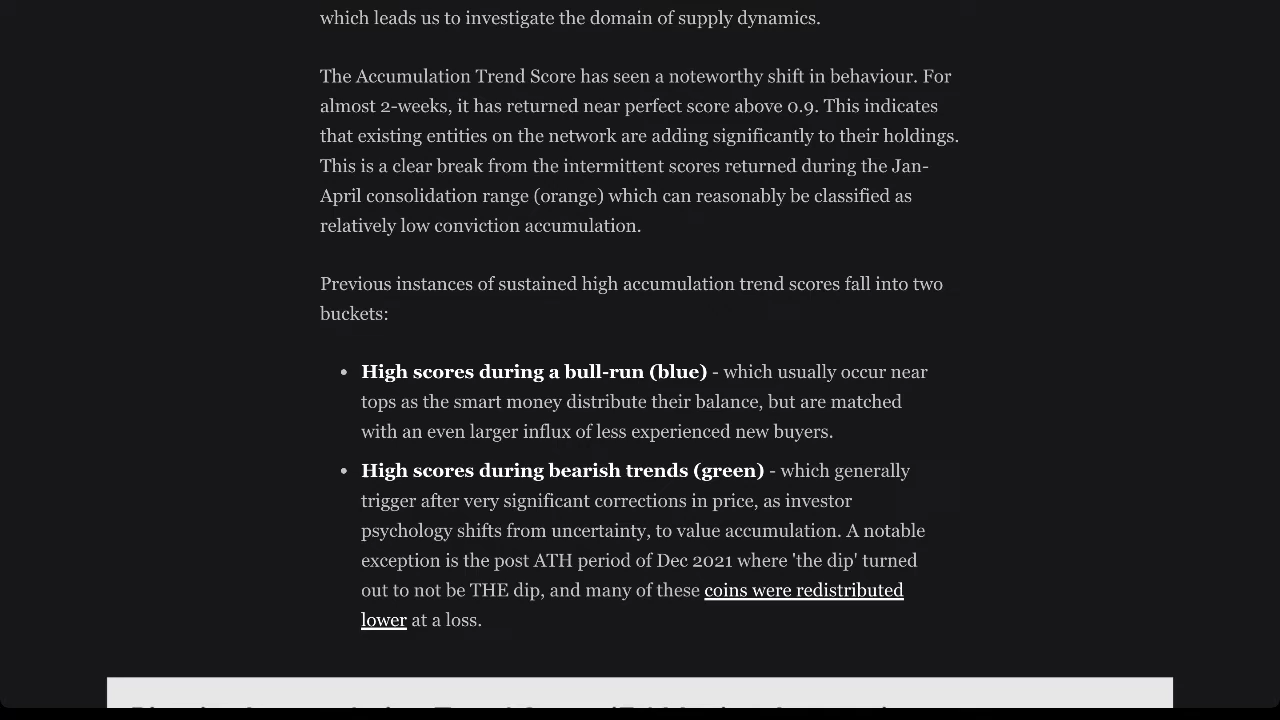 which leads us to investigate the domain of supply dynamics.
The Accumulation Trend Score has seen a noteworthy shift in behaviour. For
almost 2-weeks, it has returned near perfect score above 0.9. This indicates
that existing entities on the network are adding significantly to their holdings.
This is a clear break from the intermittent scores returned during the Jan-
April consolidation range (orange) which can reasonably be classified as
relatively low conviction accumulation.
Previous instances of sustained high accumulation trend scores fall into two
buckets:
• High scores during a bull-run (blue) - which usually occur near
tops as the smart money distribute their balance, but are matched
with an even larger influx of less experienced new buyers.
• High scores during bearish trends (green) - which generally
trigger after very significant corrections in price, as investor
psychology shifts from uncertainty, to value accumulation. A notable
exception is the post ATH period of Dec 2021 where 'the dip' turned
out to not be THE dip, and many of these coins were redistributed
lower at a loss.